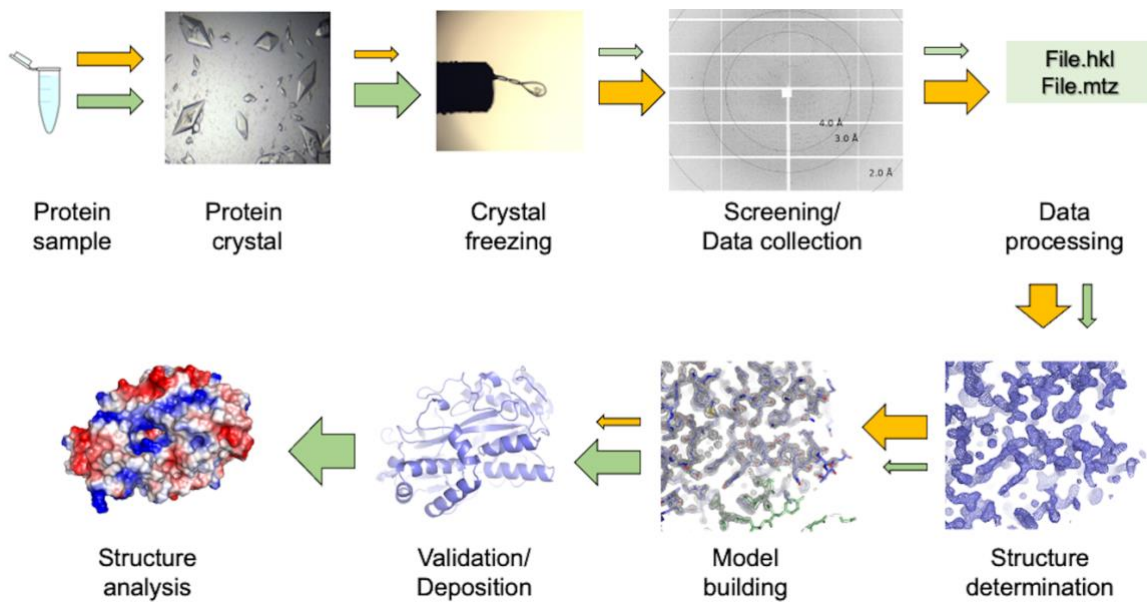 File.hkl
File.mtz
4.0 Å
3.0 Å
2.0 Å
Protein
sample
Protein
crystal
Crystal
freezing
Screening/
Data collection
Data
processing
Structure
analysis
Validation/
Deposition
Model
building
Structure
determination